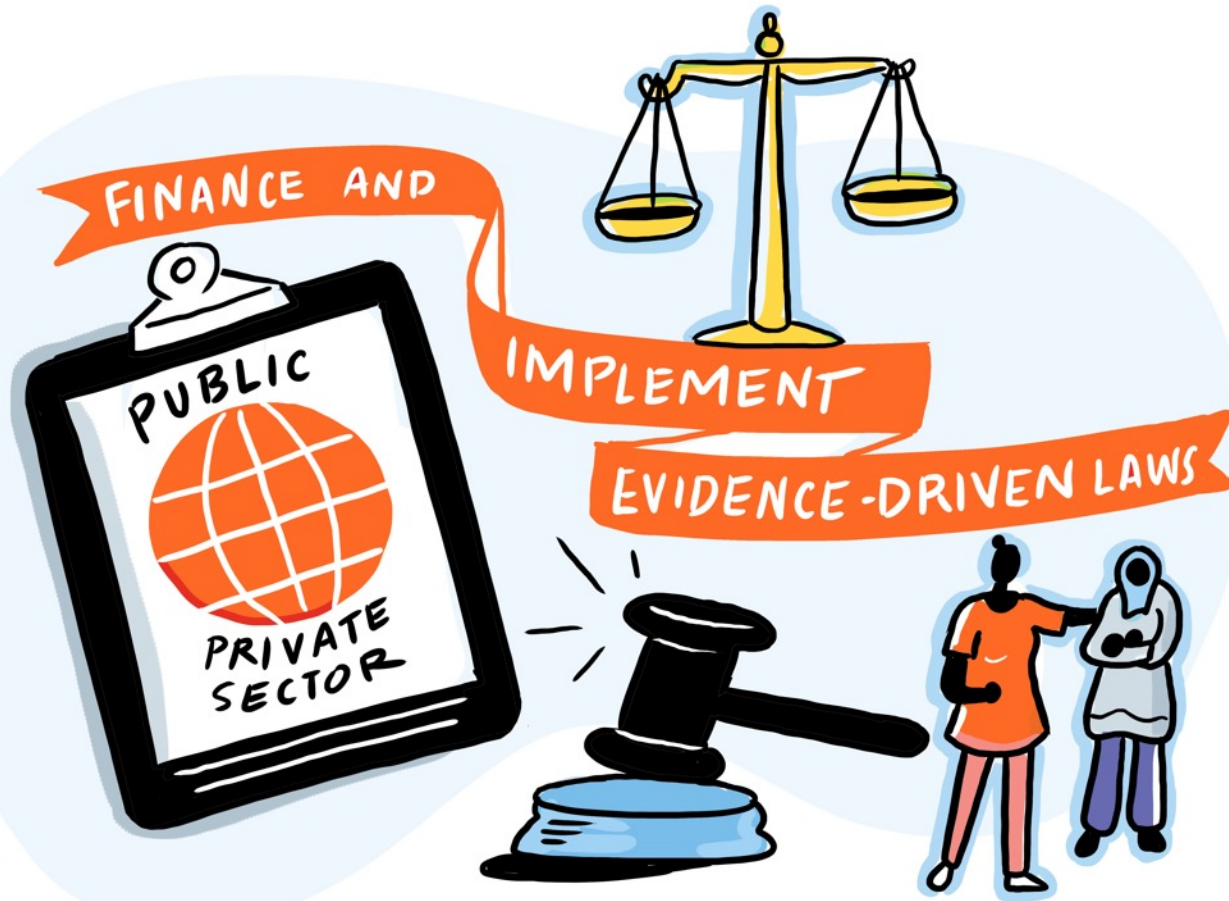 FINANCE AND
IMPLEMENT
EVIDENCE-DRIVEN LAWS
PUBLIC
PRIVATE
SECTOR